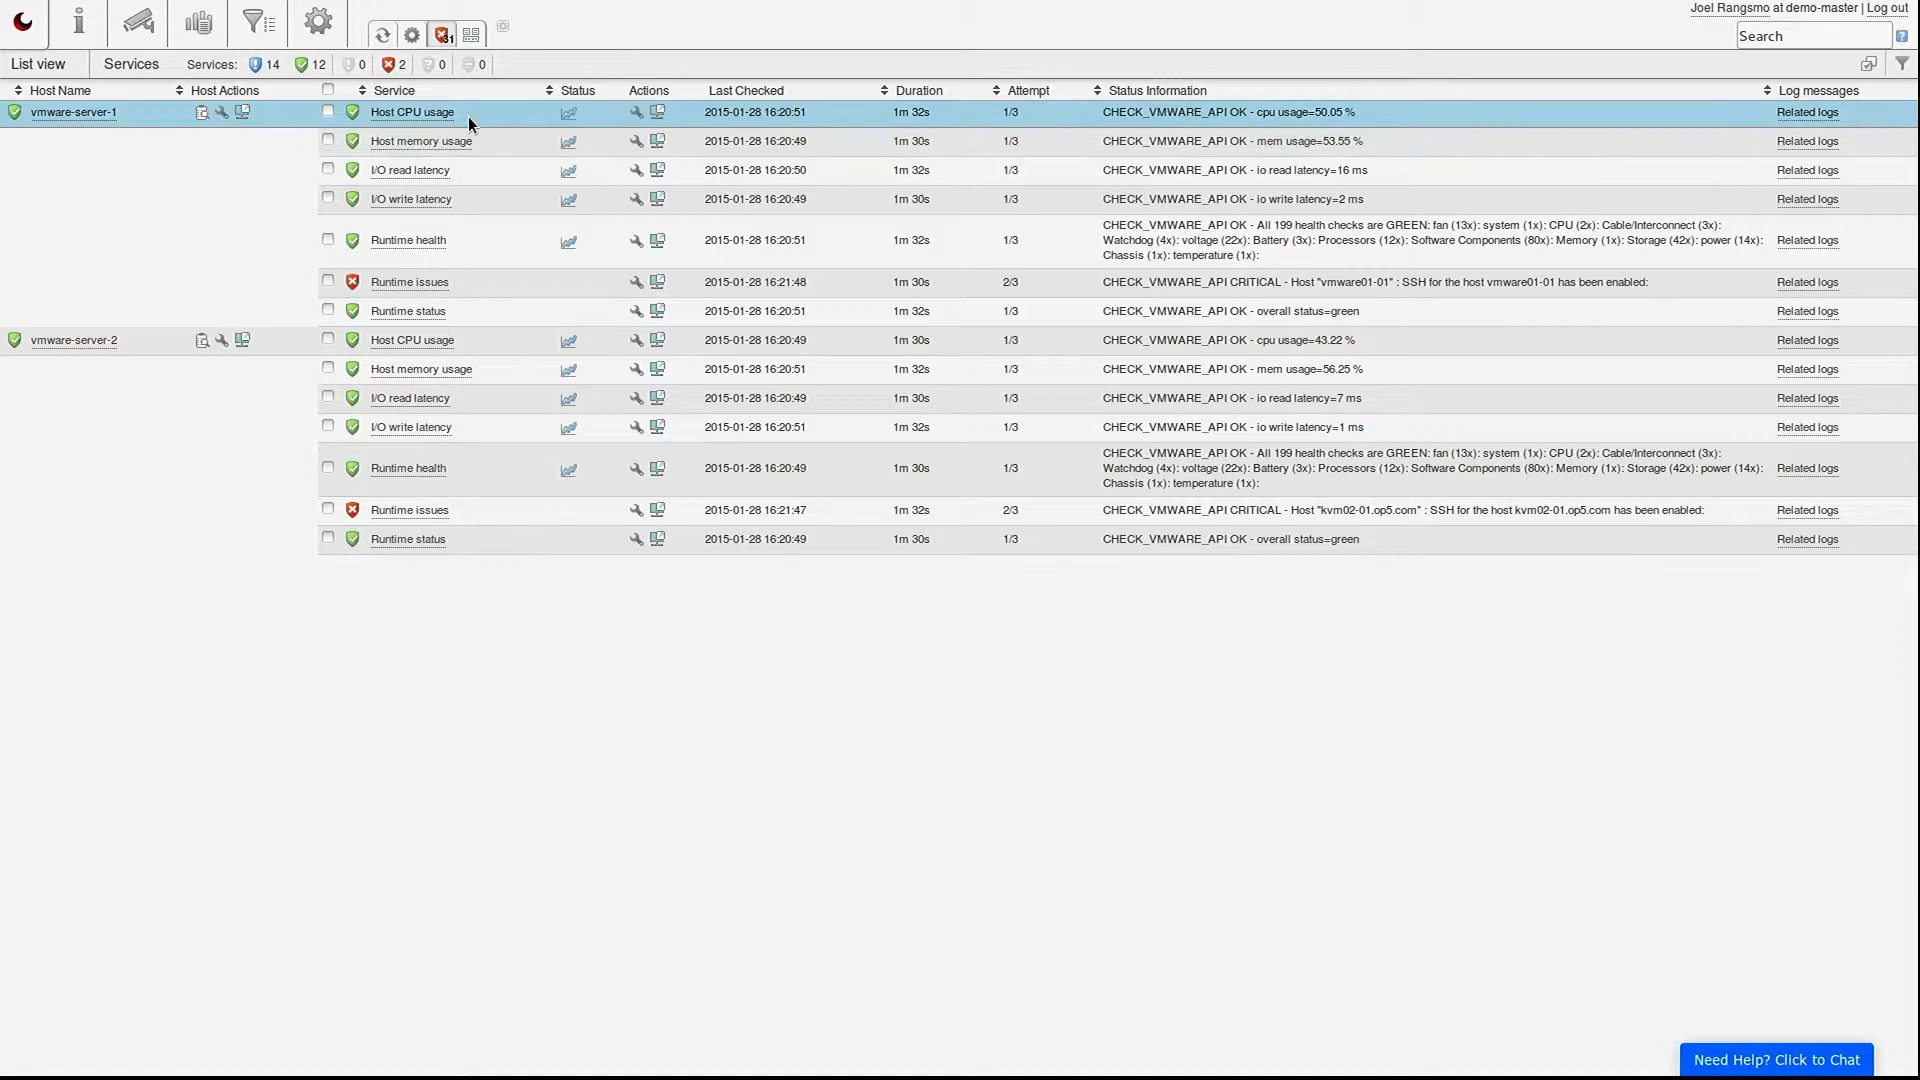 Joel Rangsmo at demo-master | Log out
31
Search
List view Services Services: 14 12 0 2 0 0
Host Name Host Actions Service Status Actions Last Checked Duration Attempt Status Information Log messages
vmware-server-1 Host CPU usage 2015-01-28 16:20:51 1m 32s 1/3 CHECK_VMWARE_API OK - cpu usage=50.05 % Related logs
Host memory usage 2015-01-28 16:20:49 1m 30s 1/3 CHECK_VMWARE_API OK - mem usage=53.55 % Related logs
I/O read latency 2015-01-28 16:20:50 1m 32s 1/3 CHECK_VMWARE_API OK - io read latency=16 ms Related logs
I/O write latency 2015-01-28 16:20:49 1m 30s 1/3 CHECK_VMWARE_API OK - io write latency=2 ms Related logs
CHECK_VMWARE_API OK - All 199 health checks are GREEN: fan (13x): system (1x): CPU (2x): Cable/Interconnect (3x):
Runtime health 2015-01-28 16:20:51 1m 32s 1/3 Watchdog (4x): voltage (22x): Battery (3x): Processors (12x): Software Components (80x): Memory (1x): Storage (42x): power (14x): Related logs
Chassis (1x): temperature (1x):
Runtime issues 2015-01-28 16:21:48 1m 30s 2/3 CHECK_VMWARE_API CRITICAL - Host "vmware01-01" : SSH for the host vmware01-01 has been enabled: Related logs
Runtime status 2015-01-28 16:20:51 1m 32s 1/3 CHECK_VMWARE_API OK - overall status=green Related logs
vmware-server-2 Host CPU usage 2015-01-28 16:20:49 1m 30s 1/3 CHECK_VMWARE_API OK - cpu usage=43.22 % Related logs
Host memory usage 2015-01-28 16:20:51 1m 32s 1/3 CHECK_VMWARE_API OK - mem usage=56.25 % Related logs
I/O read latency 2015-01-28 16:20:49 1m 30s 1/3 CHECK_VMWARE_API OK - io read latency=7 ms Related logs
I/O write latency 2015-01-28 16:20:51 1m 32s 1/3 CHECK_VMWARE_API OK - io write latency=1 ms Related logs
CHECK_VMWARE_API OK - All 199 health checks are GREEN: fan (13x): system (1x): CPU (2x): Cable/Interconnect (3x):
Runtime health 2015-01-28 16:20:49 1m 30s 1/3 Watchdog (4x): voltage (22x): Battery (3x): Processors (12x): Software Components (80x): Memory (1x): Storage (42x): power (14x): Related logs
Chassis (1x): temperature (1x):
Runtime issues 2015-01-28 16:21:47 1m 32s 2/3 CHECK_VMWARE_API CRITICAL - Host "kvm02-01.op5.com" : SSH for the host kvm02-01.op5.com has been enabled: Related logs
Runtime status 2015-01-28 16:20:49 1m 30s 1/3 CHECK_VMWARE_API OK - overall status=green Related logs
Need Help? Click to Chat